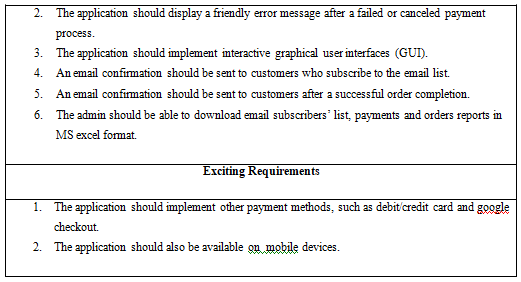 2. The application should display a friendly error message after a failed or canceled payment
process.
3. The application should implement interactive graphical user interfaces (GUI).
4. An email confirmation should be sent to customers who subscribe to the email list.
5. An email confirmation should be sent to customers after a successful order completion.
6. The admin should be able to download email subscribers' list, payments and orders reports in
MS excel format.
Exciting Requirements
1. The application should implement other payment methods, such as debit/credit card and google
checkout.
2. The application should also be available on mobile devices.